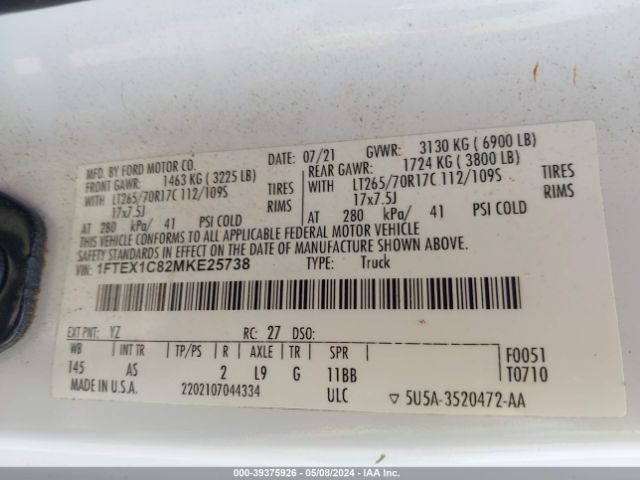 MFD. BY FORD MOTOR CO.
DATE: 07/21 GVWR: 3130 KG ( 6900 LB)
FRONT GAWR: 1463 KG ( 3225 LB) REAR GAWR: 1724 KG ( 3800 LB)
WITH LT265/70R17C 112/109S TIRES WITH LT265/70R17C 112/109S TIRES
17x7.5J RIMS 17x7.5J RIMS
AT 280 kPa/ 41 PSI COLD AT 280 kPa/ 41 PSI COLD
THIS VEHICLE CONFORMS TO ALL APPLICABLE FEDERAL MOTOR VEHICLE
SAFETY STANDARDS IN EFFECT ON THE DATE OF MANUFACTURE SHOWN ABOVE.
VIN: 1FTEX1C82MKE25738 TYPE: Truck
EXT PNT: YZ RC: 27 DSO:
WB INT TR TP/PS R AXLE TR SPR F0051
145 AS 2 L9 G 11BB T0710
MADE IN U.S.A. 2202107044334 ULC ▽ 5U5A-3520472-AA
000-39375926 - 05/08/2024 - IAA Inc.